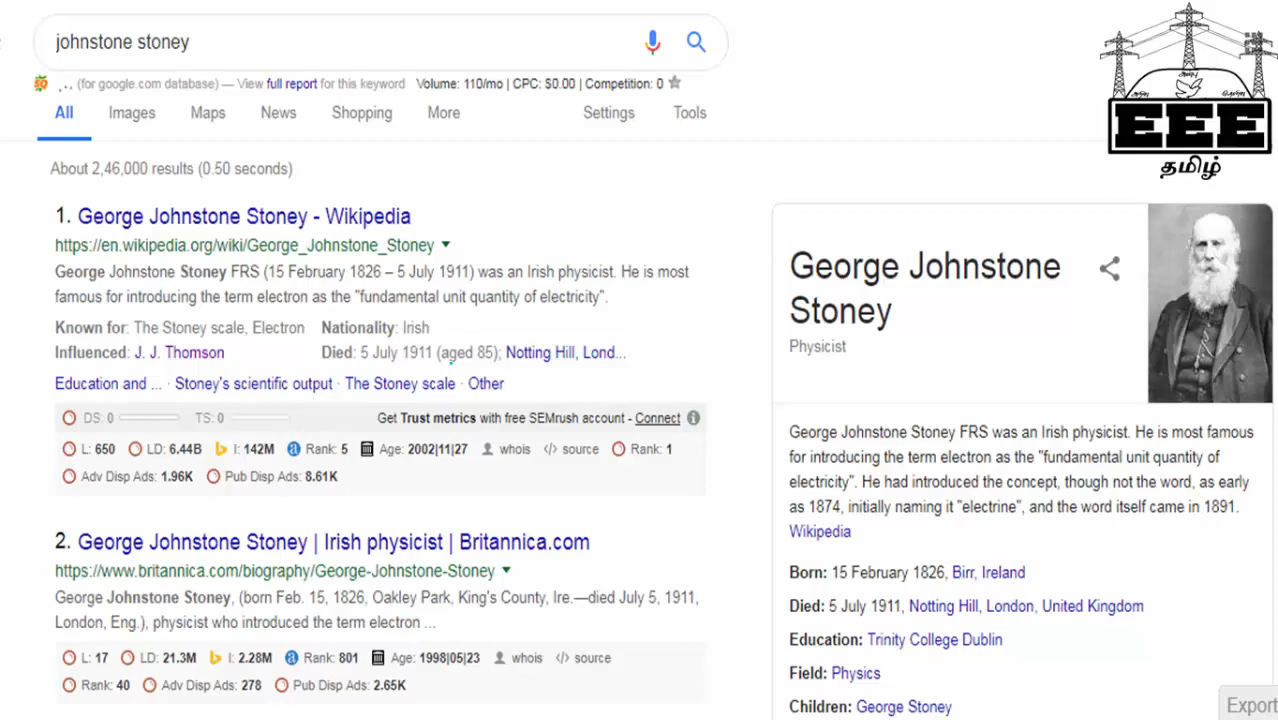 johnstone stoney
(for google.com database) — View full report for this keyword Volume: 110/mo | CPC: $0.00 | Competition: 0
All Images Maps News Shopping More Settings Tools
About 2,46,000 results (0.50 seconds)
1. George Johnstone Stoney - Wikipedia
https://en.wikipedia.org/wiki/George_Johnstone_Stoney
George Johnstone Stoney FRS (15 February 1826 – 5 July 1911) was an Irish physicist. He is most
famous for introducing the term electron as the "fundamental unit quantity of electricity".
Known for: The Stoney scale, Electron Nationality: Irish
Influenced: J. J. Thomson Died: 5 July 1911 (aged 85); Notting Hill, Lond...
Education and ... · Stoney's scientific output · The Stoney scale · Other
DS: 0 TS: 0 Get Trust metrics with free SEMrush account - Connect
L: 650 LD: 6.44B I: 142M Rank: 5 Age: 2002|11|27 whois </> source Rank: 1
Adv Disp Ads: 1.96K Pub Disp Ads: 8.61K
2. George Johnstone Stoney | Irish physicist | Britannica.com
https://www.britannica.com/biography/George-Johnstone-Stoney
George Johnstone Stoney, (born Feb. 15, 1826, Oakley Park, King's County, Ire.—died July 5, 1911,
London, Eng.), physicist who introduced the term electron ...
L: 17 LD: 21.3M I: 2.28M Rank: 801 Age: 1998|05|23 whois </> source
Rank: 40 Adv Disp Ads: 278 Pub Disp Ads: 2.65K
EEE
தமிழ்
George Johnstone
Stoney
Physicist
George Johnstone Stoney FRS was an Irish physicist. He is most famous
for introducing the term electron as the "fundamental unit quantity of
electricity". He had introduced the concept, though not the word, as early
as 1874, initially naming it "electrine", and the word itself came in 1891.
Wikipedia
Born: 15 February 1826, Birr, Ireland
Died: 5 July 1911, Notting Hill, London, United Kingdom
Education: Trinity College Dublin
Field: Physics
Children: George Stoney
Export